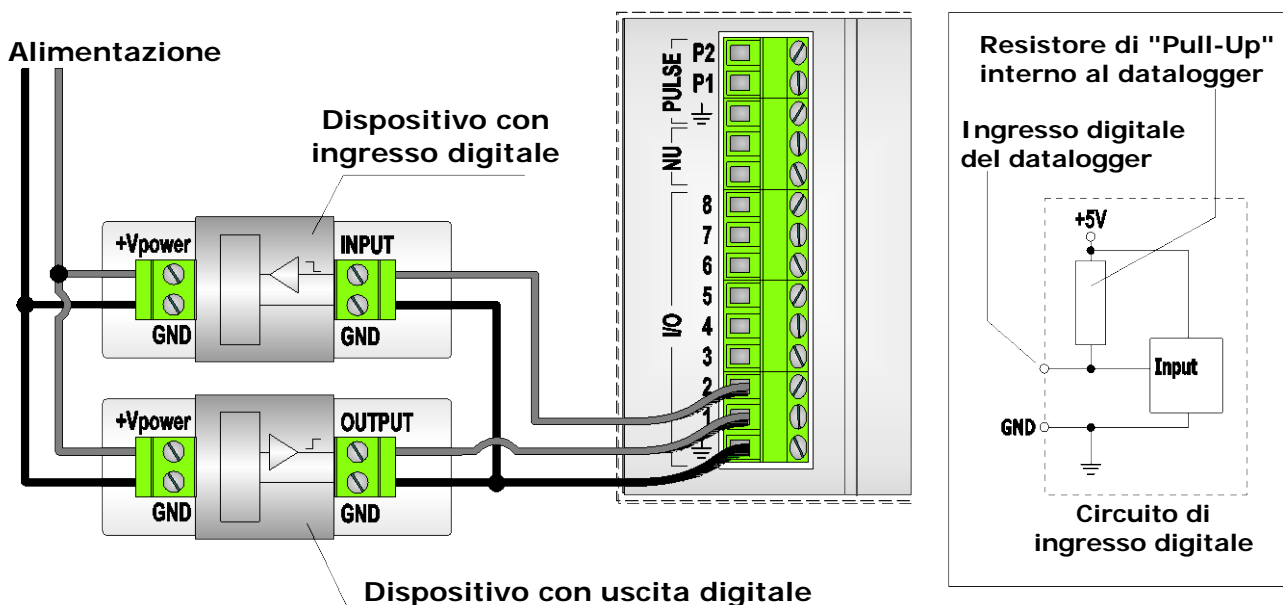 Alimentazione
Dispositivo con
ingresso digitale
+Vpower
INPUT
GND
GND
+Vpower
OUTPUT
GND
GND
Dispositivo con uscita digitale
PULSE
P2
P1
NU
I/O
8
7
6
5
4
3
2
1
Resistore di "Pull-Up"
interno al datalogger
Ingresso digitale
del datalogger
+5V
Input
GND
Circuito di
ingresso digitale